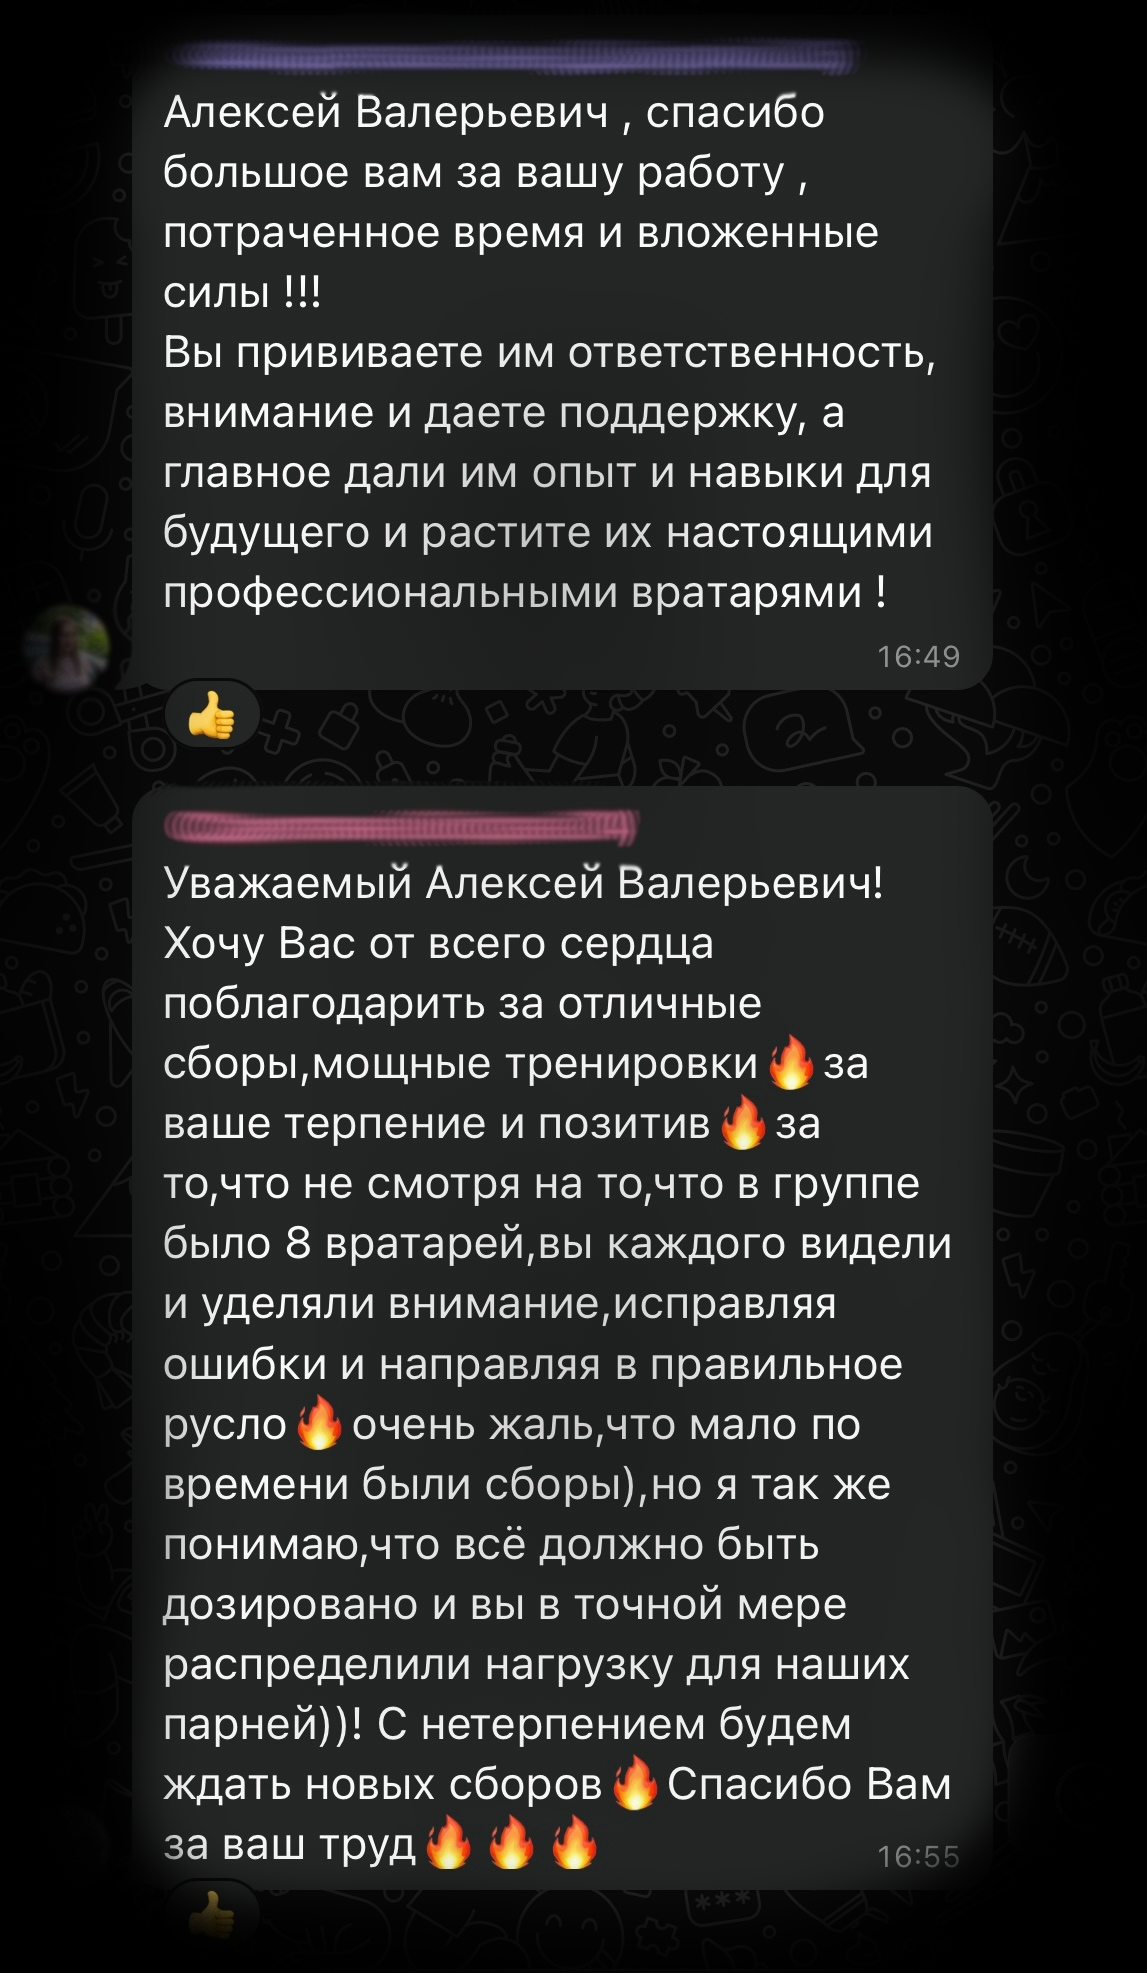 Алексей Валерьевич , спасибо
большое вам за вашу работу ,
потраченное время и вложенные
силы !!!
Вы прививаете им ответственность,
внимание и даете поддержку, а
главное дали им опыт и навыки для
будущего и растите их настоящими
профессиональными вратарями !
16:49
👍
Уважаемый Алексей Валерьевич!
Хочу Вас от всего сердца
поблагодарить за отличные
сборы,мощные тренировки🔥за
ваше терпение и позитив🔥за
то,что не смотря на то,что в группе
было 8 вратарей,вы каждого видели
и уделяли внимание,исправляя
ошибки и направляя в правильное
русло🔥очень жаль,что мало по
времени были сборы),но я так же
понимаю,что всё должно быть
дозировано и вы в точной мере
распределили нагрузку для наших
парней))! С нетерпением будем
ждать новых сборов🔥Спасибо Вам
за ваш труд🔥🔥🔥
16:55
👍